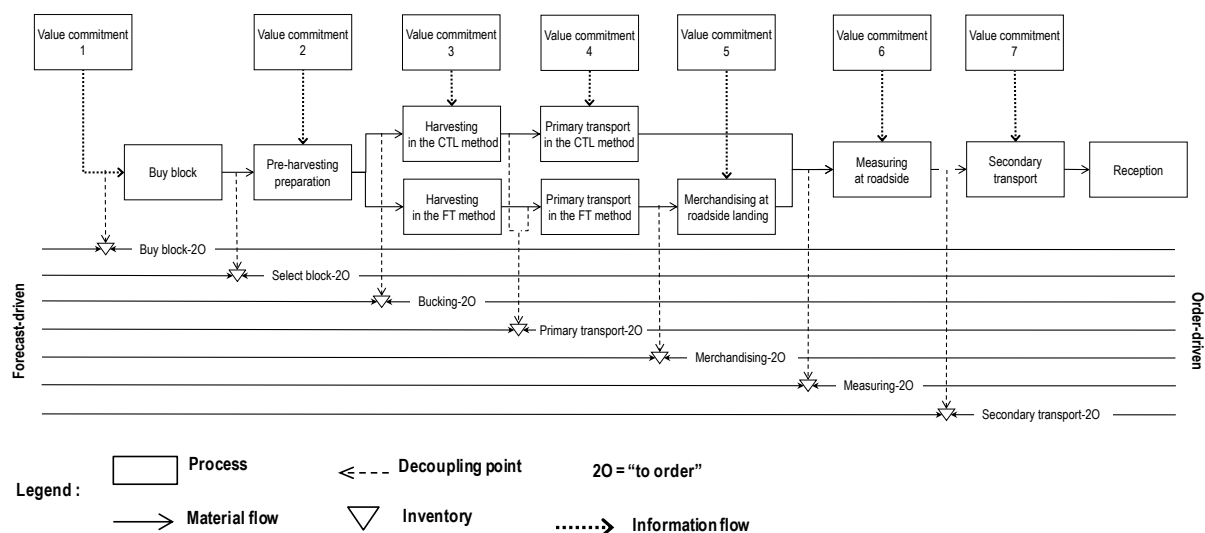 Value commitment
1
Value commitment
2
Value commitment
3
Value commitment
4
Value commitment
5
Value commitment
6
Value commitment
7
Harvesting
in the CTL method
Primary transport
in the CTL method
Buy block
Pre-harvesting
preparation
Measuring
at roadside
Secondary
transport
Reception
Harvesting
in the FT method
Primary transport
in the FT method
Merchandising at
roadside landing
Forecast-driven
Order-driven
Buy block-2O
Select block-2O
Bucking-2O
Primary transport-2O
Merchandising-2O
Measuring-2O
Secondary transport-2O
Legend :
Process
Decoupling point
2O = “to order”
Material flow
Inventory
Information flow